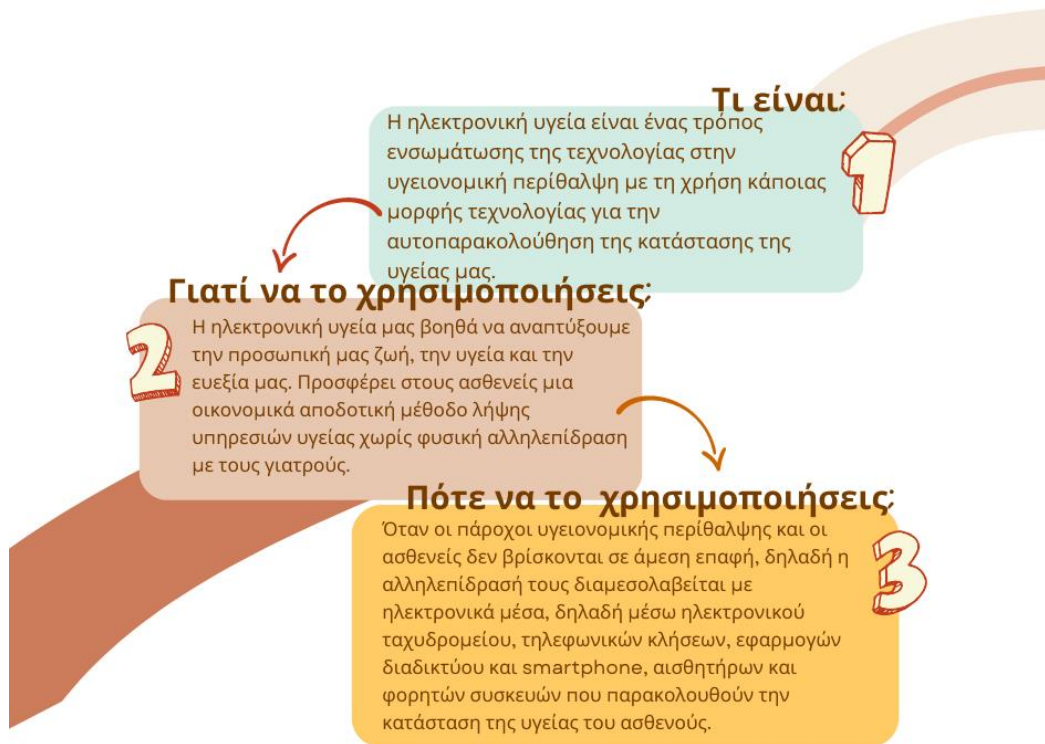 Τι είναι;
Η ηλεκτρονική υγεία είναι ένας τρόπος
ενσωμάτωσης της τεχνολογίας στην
υγειονομική περίθαλψη με τη χρήση κάποιας
μορφής τεχνολογίας για την
αυτοπαρακολούθηση της κατάστασης της
υγείας μας.
1
Γιατί να το χρησιμοποιήσεις;
2
Η ηλεκτρονική υγεία μας βοηθά να αναπτύξουμε
την προσωπική μας ζωή, την υγεία και την
ευεξία μας. Προσφέρει στους ασθενείς μια
οικονομικά αποδοτική μέθοδο λήψης
υπηρεσιών υγείας χωρίς φυσική αλληλεπίδραση
με τους γιατρούς.
Πότε να το χρησιμοποιήσεις;
Όταν οι πάροχοι υγειονομικής περίθαλψης και οι
ασθενείς δεν βρίσκονται σε άμεση επαφή, δηλαδή η
αλληλεπίδρασή τους διαμεσολαβείται με
ηλεκτρονικά μέσα, δηλαδή μέσω ηλεκτρονικού
ταχυδρομείου, τηλεφωνικών κλήσεων, εφαρμογών
διαδικτύου και smartphone, αισθητήρων και
φορητών συσκευών που παρακολουθούν την
κατάσταση της υγείας του ασθενούς.
3